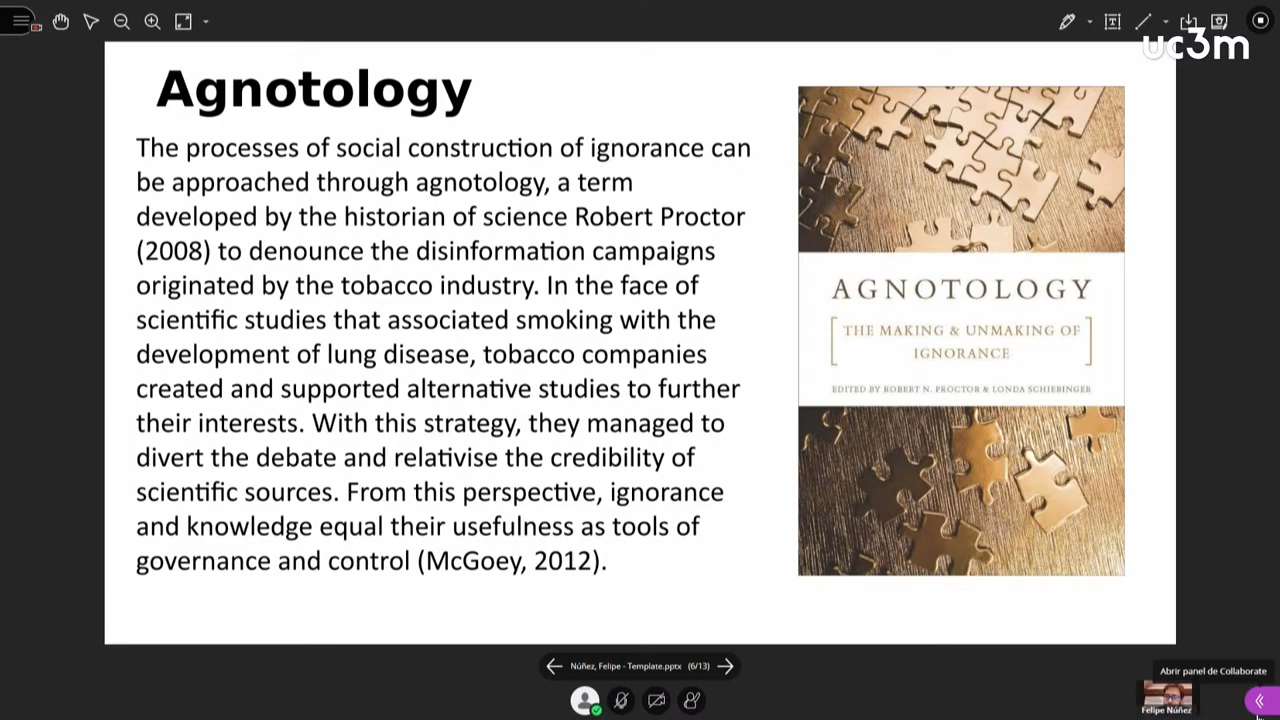 uc3m
Agnotology
The processes of social construction of ignorance can
be approached through agnotology, a term
developed by the historian of science Robert Proctor
(2008) to denounce the disinformation campaigns
originated by the tobacco industry. In the face of
scientific studies that associated smoking with the
development of lung disease, tobacco companies
created and supported alternative studies to further
their interests. With this strategy, they managed to
divert the debate and relativise the credibility of
scientific sources. From this perspective, ignorance
and knowledge equal their usefulness as tools of
governance and control (McGoey, 2012).
AGNOTOLOGY
THE MAKING & UNMAKING OF
IGNORANCE
EDITED BY ROBERT N. PROCTOR & LONDA SCHIEBINGER
Núñez, Felipe - Template.pptx (6/13)
Abrir panel de Collaborate
Felipe Núñez